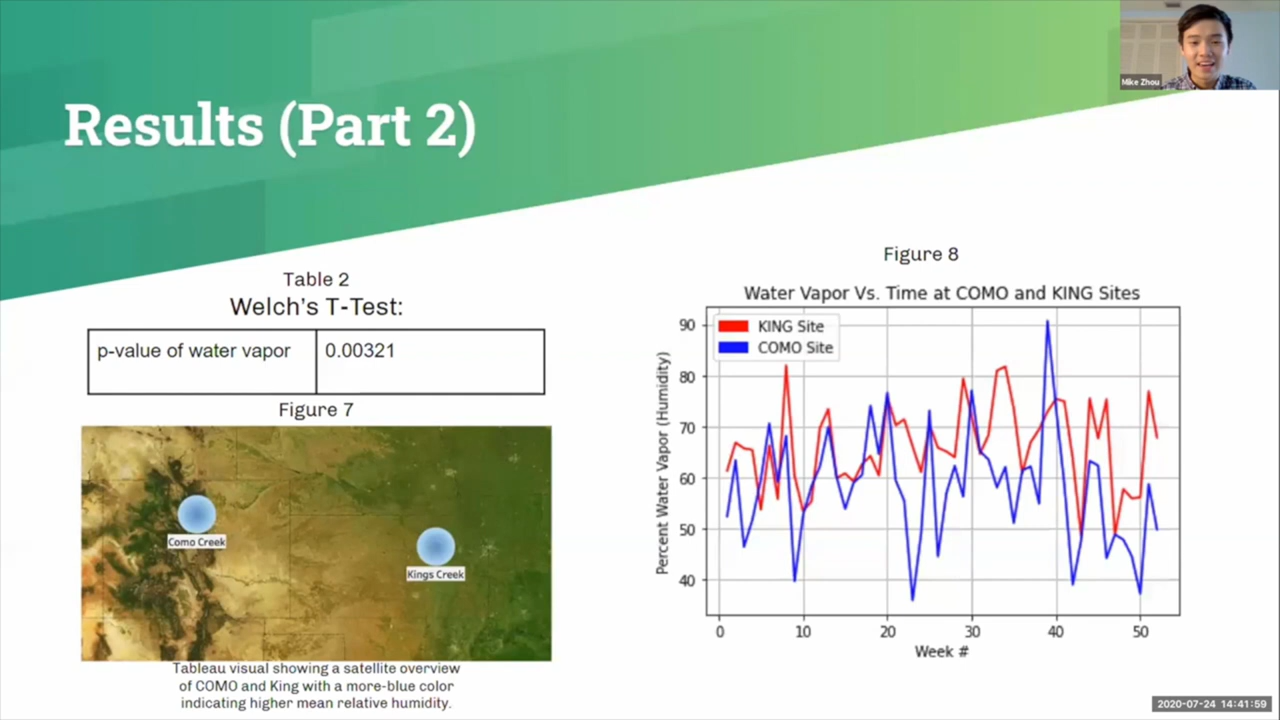 Mike Zhou
Results (Part 2)
Table 2
Welch's T-Test:
p-value of water vapor 0.00321
Figure 7
Como Creek
Kings Creek
Tableau visual showing a satellite overview
of COMO and King with a more-blue color
indicating higher mean relative humidity.
Figure 8
Water Vapor Vs. Time at COMO and KING Sites
KING Site
COMO Site
Percent Water Vapor (Humidity)
90
80
70
60
50
40
0 10 20 30 40 50
Week #
2020-07-24 14:41:59